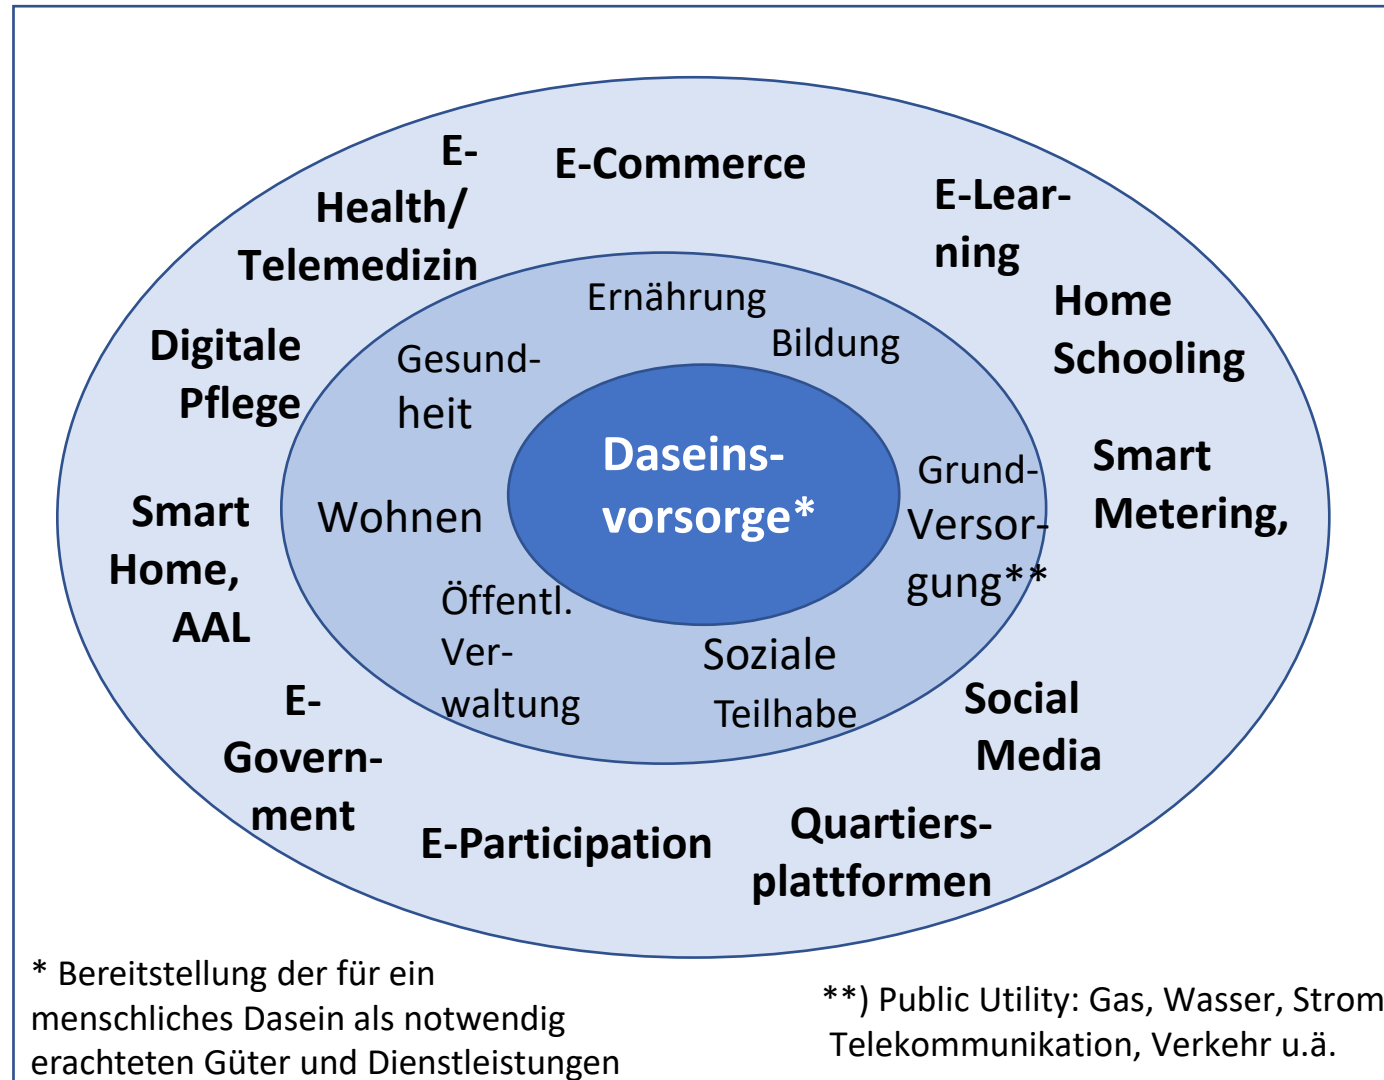 E-
Health/
Telemedizin
E-Commerce
E-Lear-
ning
Home
Schooling
Digitale
Pflege
Ernährung
Bildung
Gesund-
heit
Daseins-
vorsorge*
Grund-
Versor-
gung**
Smart
Metering,
Wohnen
Smart
Home,
AAL
Öffentl.
Ver-
waltung
Soziale
Teilhabe
E-
Govern-
ment
Social
Media
E-Participation
Quartiers-
plattformen
* Bereitstellung der für ein
menschliches Dasein als notwendig
erachteten Güter und Dienstleistungen
**) Public Utility: Gas, Wasser, Strom
Telekommunikation, Verkehr u.ä.